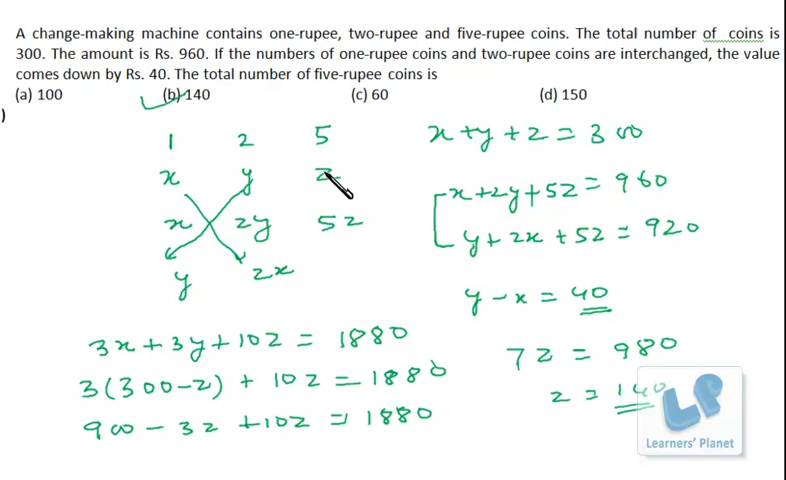 A change-making machine contains one-rupee, two-rupee and five-rupee coins. The total number of coins is
300. The amount is Rs. 960. If the numbers of one-rupee coins and two-rupee coins are interchanged, the value
comes down by Rs. 40. The total number of five-rupee coins is
(a) 100 (b) 140 (c) 60 (d) 150
)
1 2 5
x y z
x 2y 5z
y 2x
x+y+z = 300
x+2y+5z = 960
y+2x+5z = 920
y-x = 40
3x+3y+10z = 1880
3(300-z) + 10z = 1880
900 - 3z +10z = 1880
7z = 980
z = 140
LP
Learners' Planet